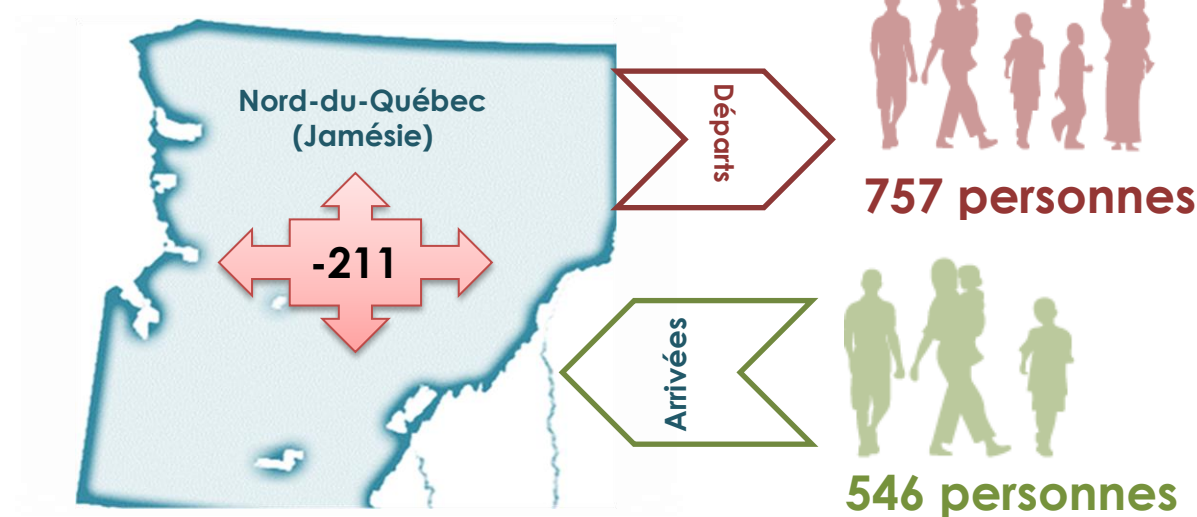 Nord-du-Québec
(Jamésie)
-211
Départs
757 personnes
Arrivées
546 personnes